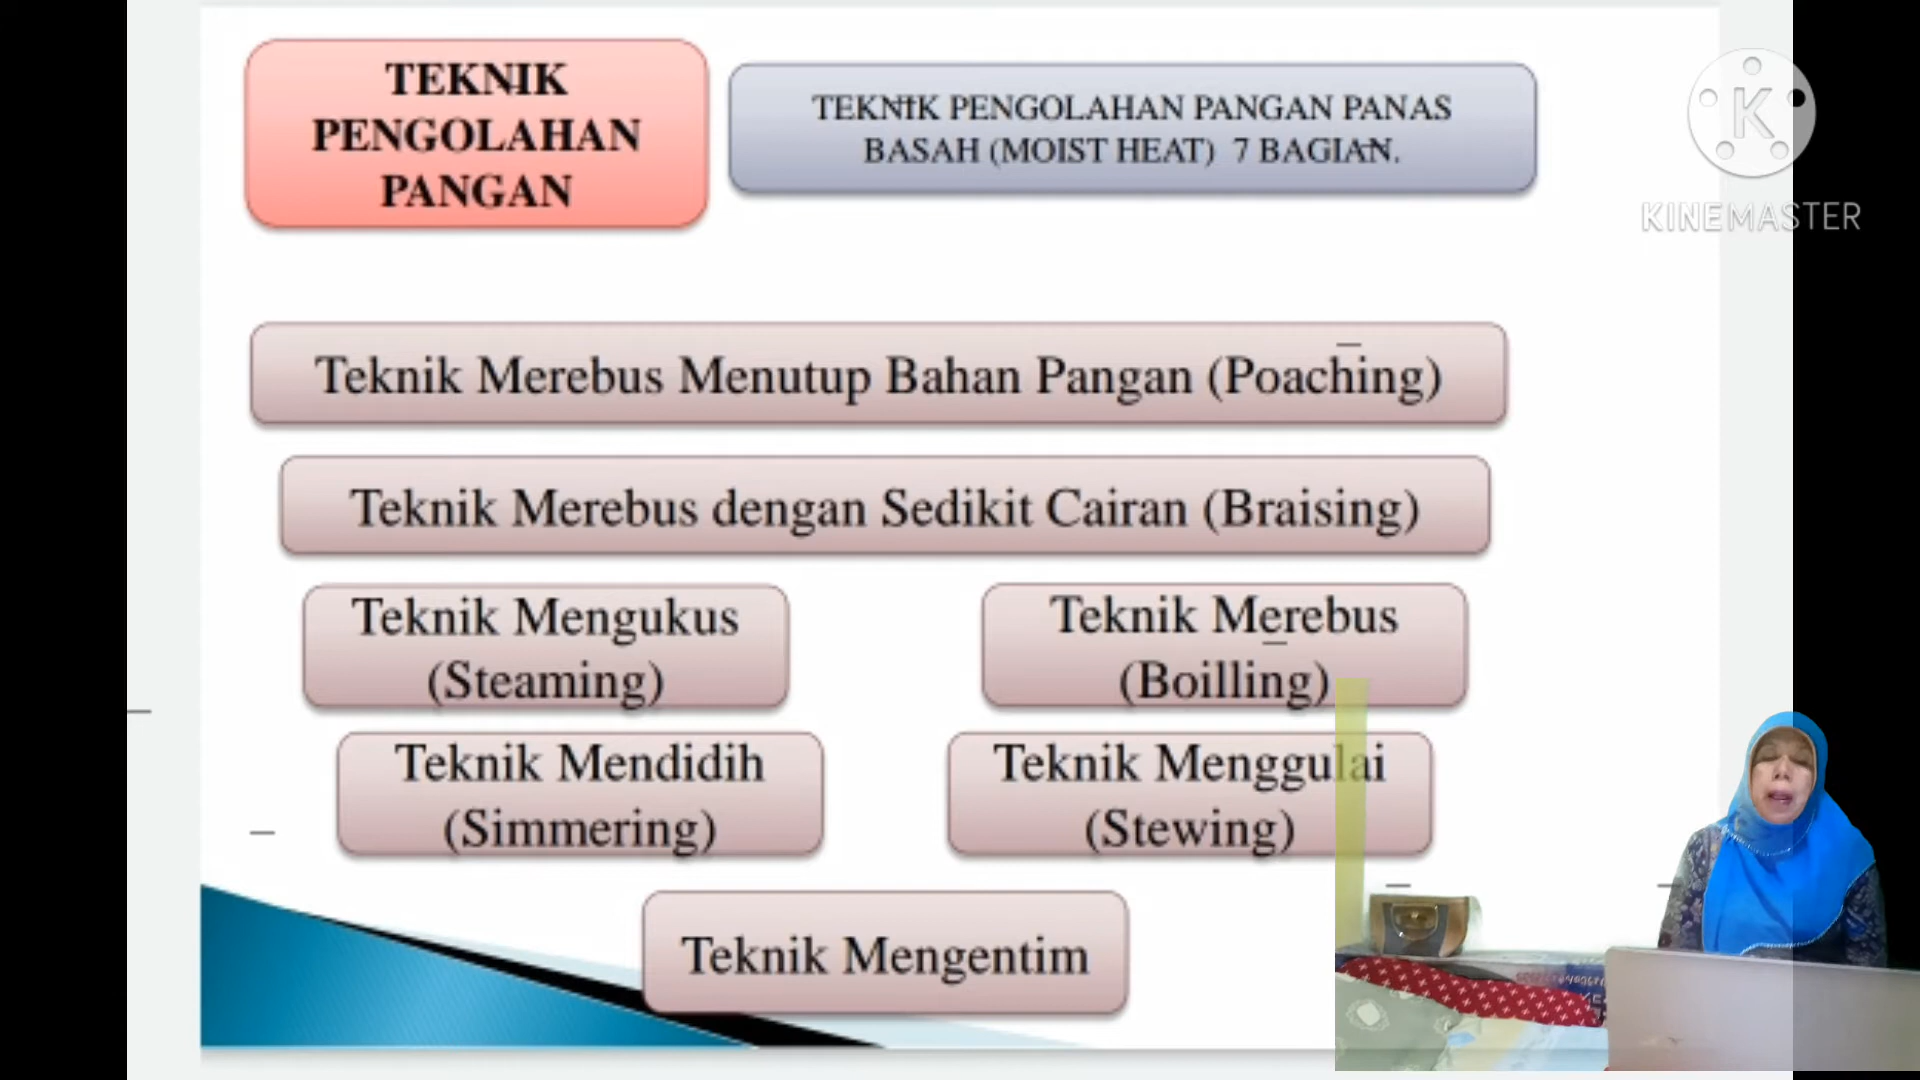 TEKNIK
PENGOLAHAN
PANGAN
TEKNIK PENGOLAHAN PANGAN PANAS
BASAH (MOIST HEAT) 7 BAGIAN.
KINEMASTER
Teknik Merebus Menutup Bahan Pangan (Poaching)
Teknik Merebus dengan Sedikit Cairan (Braising)
Teknik Mengukus
(Steaming)
Teknik Merebus
(Boilling)
Teknik Mendidih
(Simmering)
Teknik Menggulai
(Stewing)
Teknik Mengentim